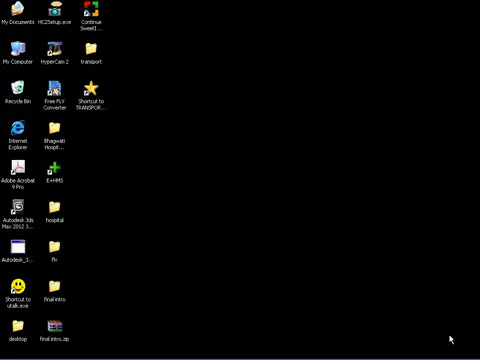 My Documents
HC2Setup.exe
Continue
SweetI...
My Computer
HyperCam 2
transport
Recycle Bin
Free FLV
Converter
Shortcut to
TRANSPOR...
Internet
Explorer
Bhagwati
Hospit...
Adobe Acrobat
9 Pro
E+HMS
Autodesk 3ds
Max 2012 3...
hospital
Autodesk_3...
flv
Shortcut to
utalk.exe
final intro
desktop
final intro.zip